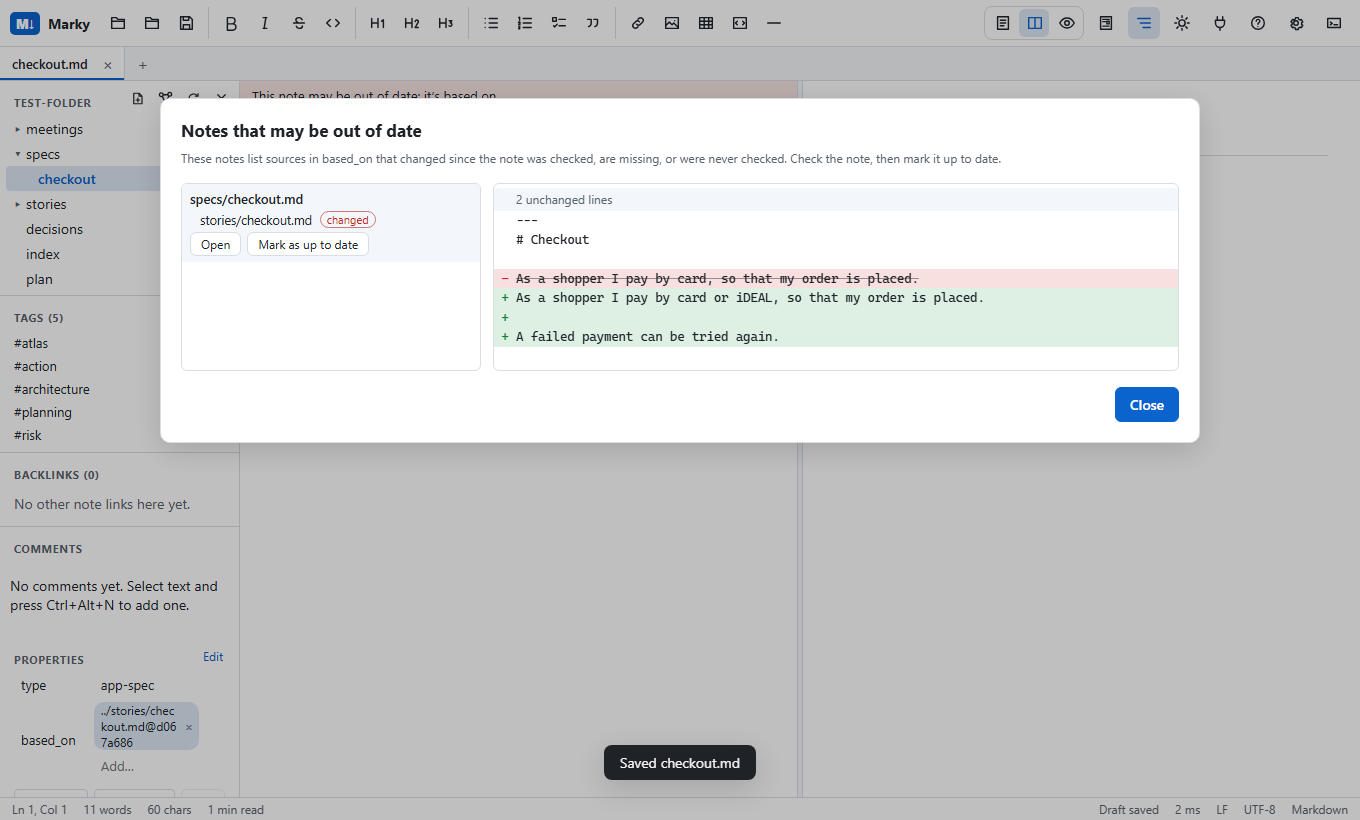 M↓ Marky
H1 H2 H3
checkout.md × +
TEST-FOLDER
meetings
specs
checkout
stories
decisions
index
plan
TAGS (5)
#atlas
#action
#architecture
#planning
#risk
BACKLINKS (0)
No other note links here yet.
COMMENTS
No comments yet. Select text and
press Ctrl+Alt+N to add one.
PROPERTIES Edit
type app-spec
based_on ../stories/chec
kout.md@d06
7a686 ×
Add...
This note may be out of date: it's based on
Notes that may be out of date
These notes list sources in based_on that changed since the note was checked, are missing, or were never checked. Check the note, then mark it up to date.
specs/checkout.md
stories/checkout.md changed
Open Mark as up to date
2 unchanged lines
---
# Checkout
- As a shopper I pay by card, so that my order is placed.
+ As a shopper I pay by card or iDEAL, so that my order is placed.
+
+ A failed payment can be tried again.
Close
Saved checkout.md
Ln 1, Col 1 11 words 60 chars 1 min read
Draft saved 2 ms LF UTF-8 Markdown